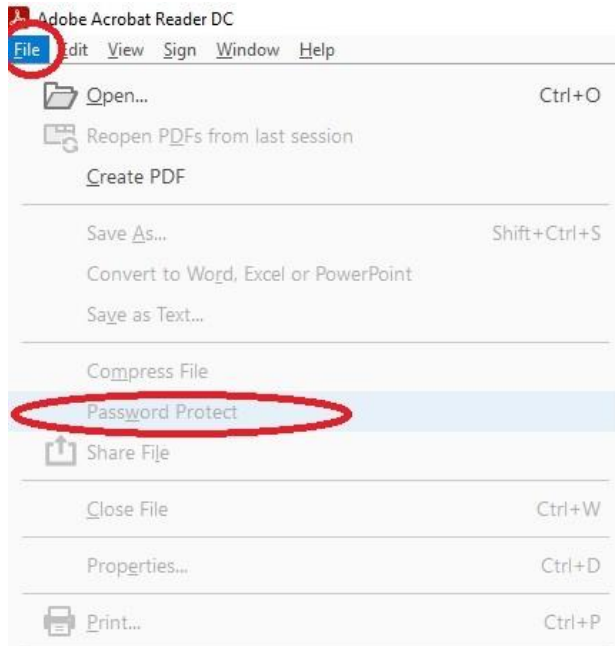 Adobe Acrobat Reader DC
File Edit View Sign Window Help
Open... Ctrl+O
Reopen PDFs from last session
Create PDF
Save As... Shift+Ctrl+S
Convert to Word, Excel or PowerPoint
Save as Text...
Compress File
Password Protect
Share File
Close File Ctrl+W
Properties... Ctrl+D
Print... Ctrl+P